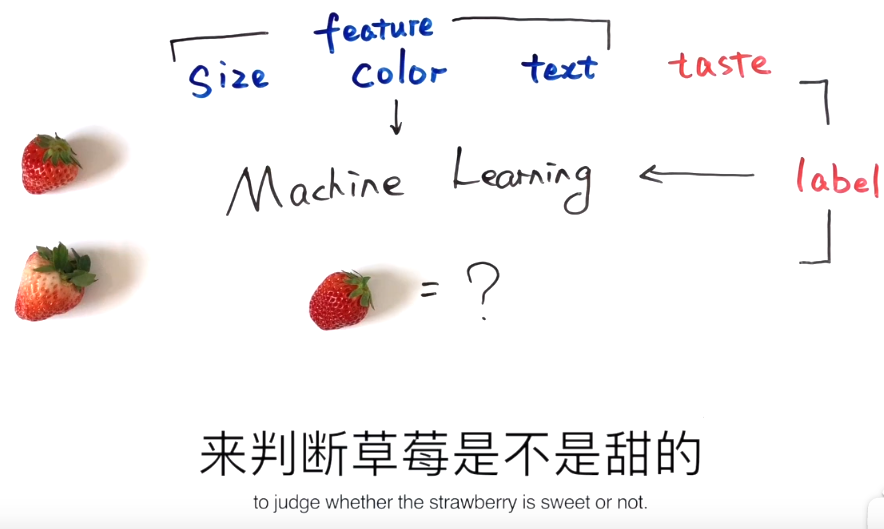 feature
Size color text taste
Machine Learning ← label
= ?
来判断草莓是不是甜的
to judge whether the strawberry is sweet or not.